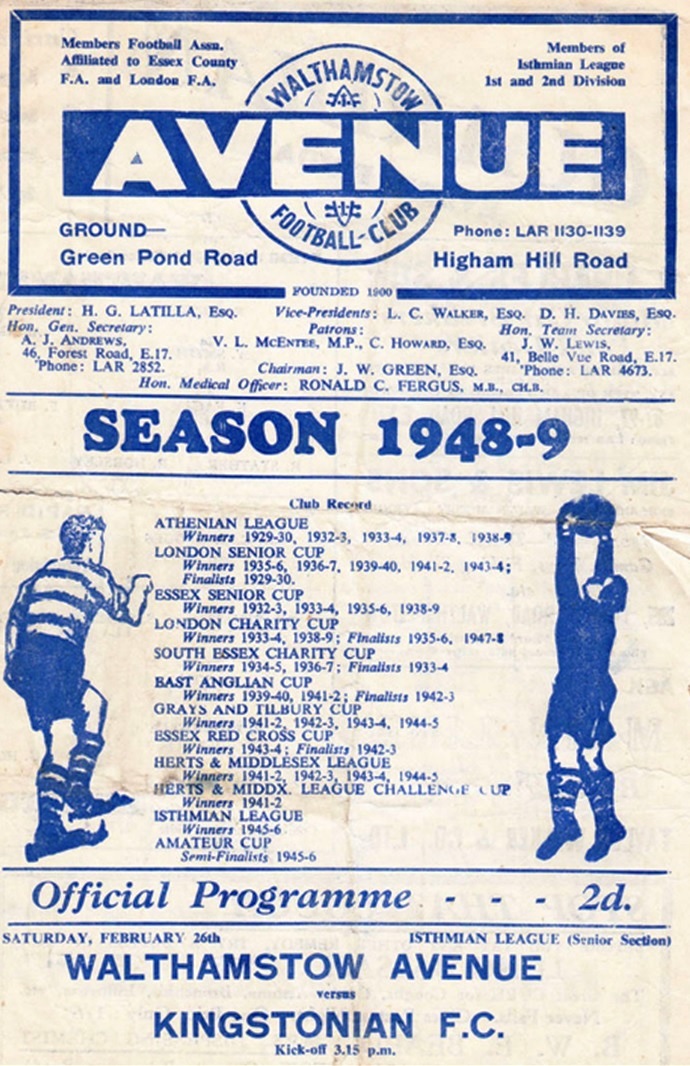 Members Football Assn.
Affiliated to Essex County
F.A. and London F.A.
Members of
Isthmian League
1st and 2nd Division
WALTHAMSTOW
AVENUE
FOOTBALL-CLUB
GROUND—
Green Pond Road
Phone: LAR 1130-1139
Higham Hill Road
FOUNDED 1900
President: H. G. LATILLA, ESQ. Vice-Presidents: L. C. WALKER, ESQ. D. H. DAVIES, ESQ.
Hon. Gen. Secretary: Patrons: Hon. Team Secretary:
A. J. ANDREWS, V. L. MCENTEE, M.P., C. HOWARD, ESQ. J. W. LEWIS,
46, Forest Road, E.17. 41, Belle Vue Road, E.17.
'Phone: LAR 2852. Chairman: J. W. GREEN, ESQ. 'Phone: LAR 4673.
Hon. Medical Officer: RONALD C. FERGUS, M.B., CH.B.
SEASON 1948-9
Club Record
ATHENIAN LEAGUE
Winners 1929-30, 1932-3, 1933-4, 1937-8, 1938-9
LONDON SENIOR CUP
Winners 1935-6, 1936-7, 1939-40, 1941-2, 1943-4;
Finalists 1929-30.
ESSEX SENIOR CUP
Winners 1932-3, 1933-4, 1935-6, 1938-9
LONDON CHARITY CUP
Winners 1933-4, 1938-9; Finalists 1935-6, 1947-8
SOUTH ESSEX CHARITY CUP
Winners 1934-5, 1936-7; Finalists 1933-4
EAST ANGLIAN CUP
Winners 1939-40, 1941-2; Finalists 1942-3
GRAYS AND TILBURY CUP
Winners 1941-2, 1942-3, 1943-4, 1944-5
ESSEX RED CROSS CUP
Winners 1943-4; Finalists 1942-3
HERTS & MIDDLESEX LEAGUE
Winners 1941-2, 1942-3, 1943-4, 1944-5
HERTS & MIDDX. LEAGUE CHALLENGE CUP
Winners 1941-2
ISTHMIAN LEAGUE
Winners 1945-6
AMATEUR CUP
Semi-Finalists 1945-6
Official Programme - - - 2d.
SATURDAY, FEBRUARY 26th ISTHMIAN LEAGUE (Senior Section)
WALTHAMSTOW AVENUE
versus
KINGSTONIAN F.C.
Kick-off 3.15 p.m.